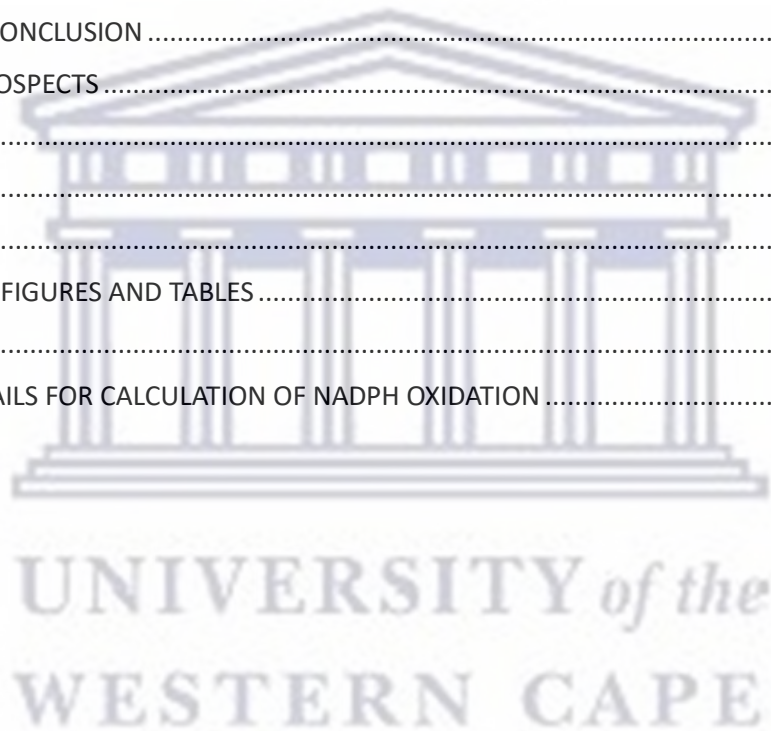 ONCLUSION ........................................................................................................
OSPECTS ................................................................................................................
.................................................................................................................................
.................................................................................................................................
.................................................................................................................................
FIGURES AND TABLES .....................................................................................
.................................................................................................................................
AILS FOR CALCULATION OF NADPH OXIDATION ......................................
UNIVERSITY of the
WESTERN CAPE